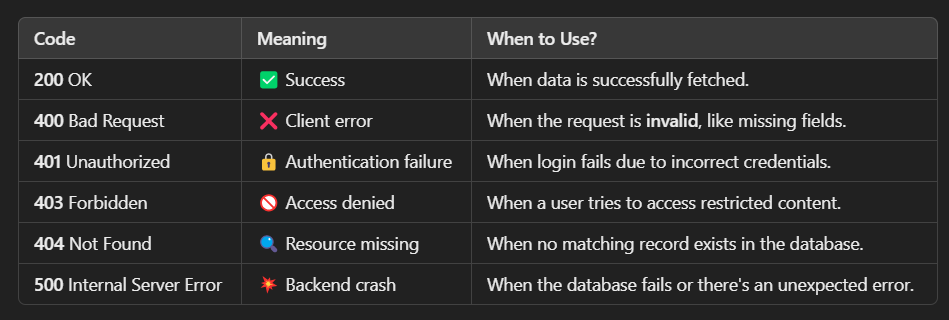 Code Meaning When to Use?
200 OK ✅ Success When data is successfully fetched.
400 Bad Request ❌ Client error When the request is invalid, like missing fields.
401 Unauthorized 🔒 Authentication failure When login fails due to incorrect credentials.
403 Forbidden 🚫 Access denied When a user tries to access restricted content.
404 Not Found 🔍 Resource missing When no matching record exists in the database.
500 Internal Server Error 💥 Backend crash When the database fails or there's an unexpected error.